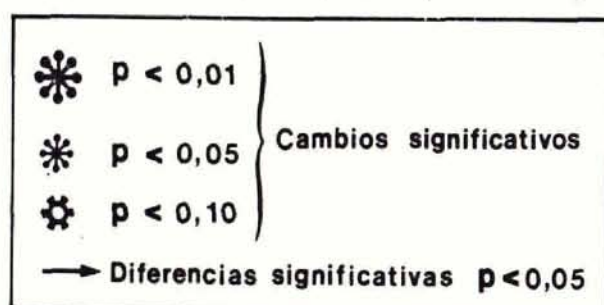 p < 0,01
Cambios significativos
p < 0,05
p < 0,10
Diferencias significativas p<0,05